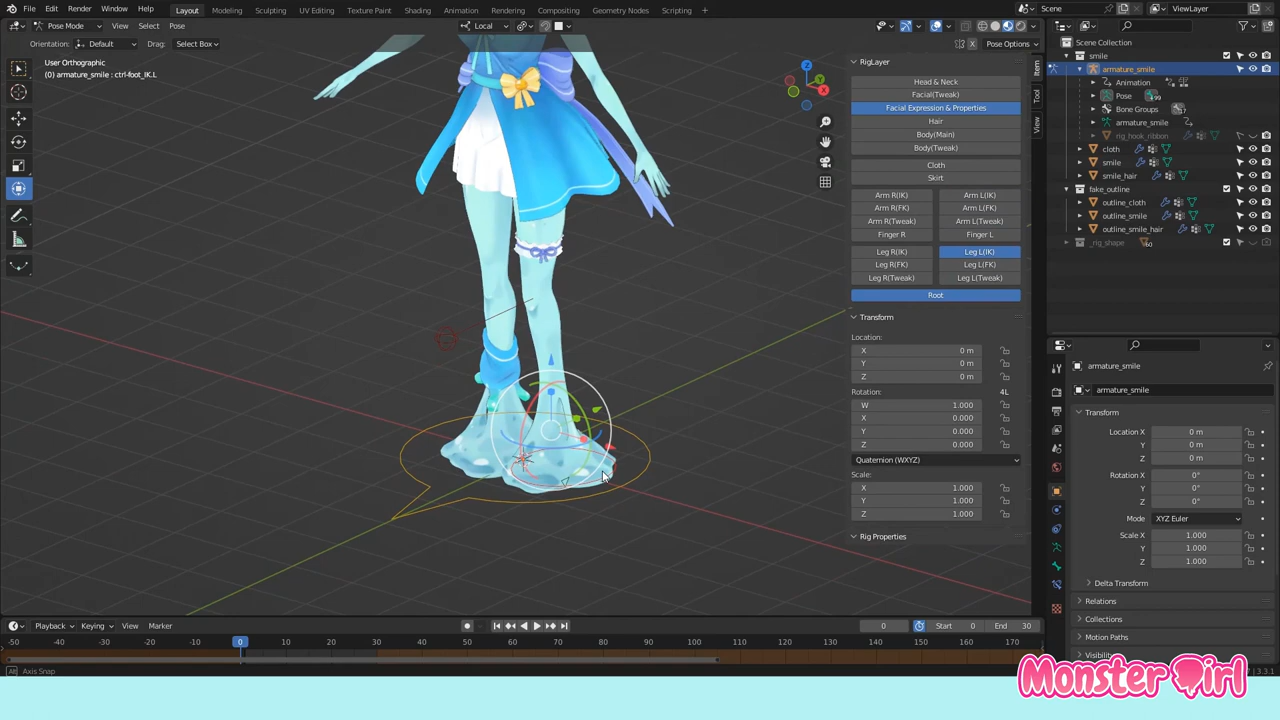 File Edit Render Window Help Layout Modeling Sculpting UV Editing Texture Paint Shading Animation Rendering Compositing Geometry Nodes Scripting + Scene ViewLayer
Pose Mode View Select Pose Local
Orientation: Default Drag: Select Box X Pose Options
User Orthographic
(0) armature_smile : ctrl-foot_IK.L
RigLayer
Head & Neck
Facial(Tweak)
Facial Expression & Properties
Hair
Body(Main)
Body(Tweak)
Cloth
Skirt
Arm R(IK) Arm L(IK)
Arm R(FK) Arm L(FK)
Arm R(Tweak) Arm L(Tweak)
Finger R Finger L
Leg R(IK) Leg L(IK)
Leg R(FK) Leg L(FK)
Leg R(Tweak) Leg L(Tweak)
Root
Transform
Location:
X 0 m
Y 0 m
Z 0 m
Rotation: 4L
W 1.000
X 0.000
Y 0.000
Z 0.000
Quaternion (WXYZ)
Scale:
X 1.000
Y 1.000
Z 1.000
Rig Properties
Item
Tool
View
Scene Collection
smile
armature_smile
Animation
Pose
Bone Groups
armature_smile
rig_hook_ribbon
cloth
smile
smile_hair
fake_outline
outline_cloth
outline_smile
outline_smile_hair
_rig_shape
armature_smile
armature_smile
Transform
Location X 0 m
Y 0 m
Z 0 m
Rotation X 0°
Y 0°
Z 0°
Mode XYZ Euler
Scale X 1.000
Y 1.000
Z 1.000
Delta Transform
Relations
Collections
Motion Paths
Visibility
Playback Keying View Marker 0 Start 0 End 30
-50 -40 -30 -20 -10 0 10 20 30 40 50 60 70 80 90 100 110 120 130 140 150 160 170
Axis Snap
Monster Girl